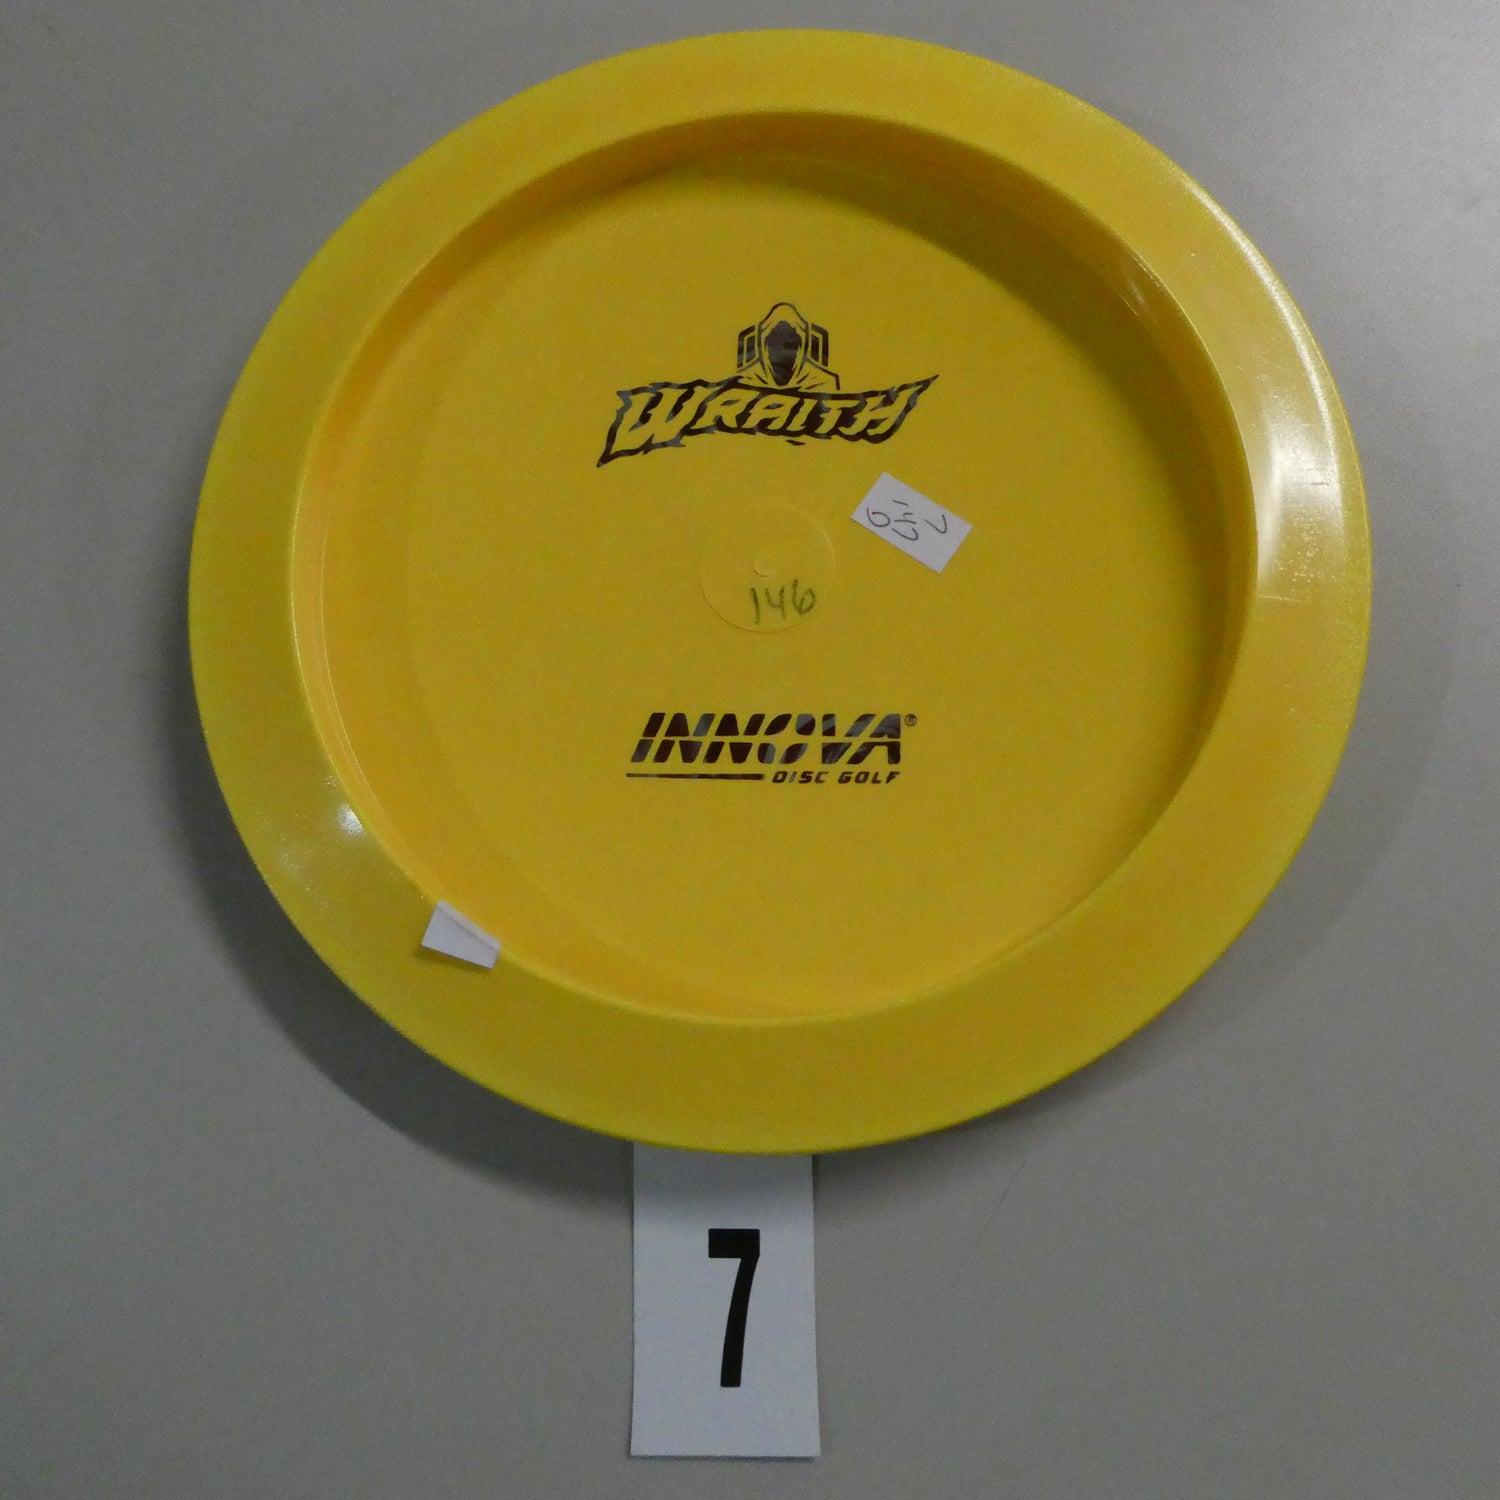 WRAITH
146
INNOVA®
DISC GOLF
7